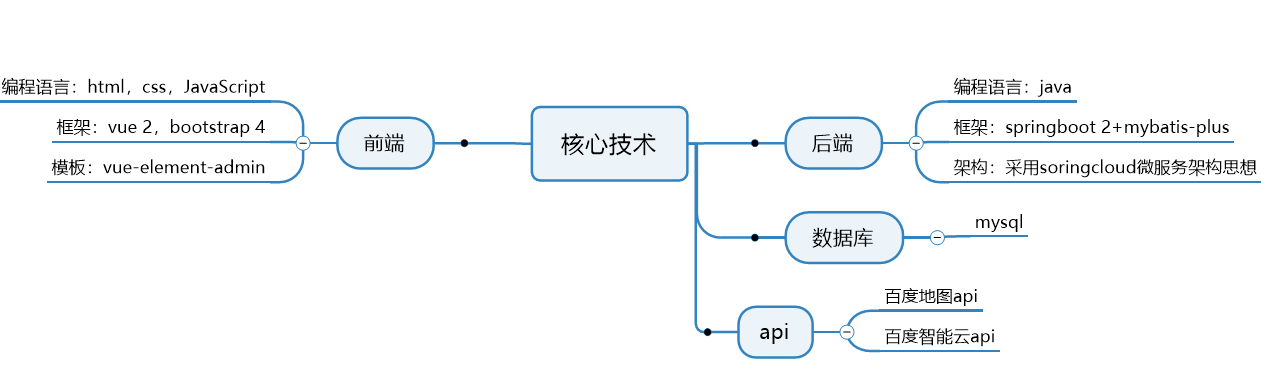 核心技术
前端
编程语言：html，css，JavaScript
框架：vue 2，bootstrap 4
模板：vue-element-admin
后端
编程语言：java
框架：springboot 2+mybatis-plus
架构：采用soringcloud微服务架构思想
数据库
mysql
api
百度地图api
百度智能云api